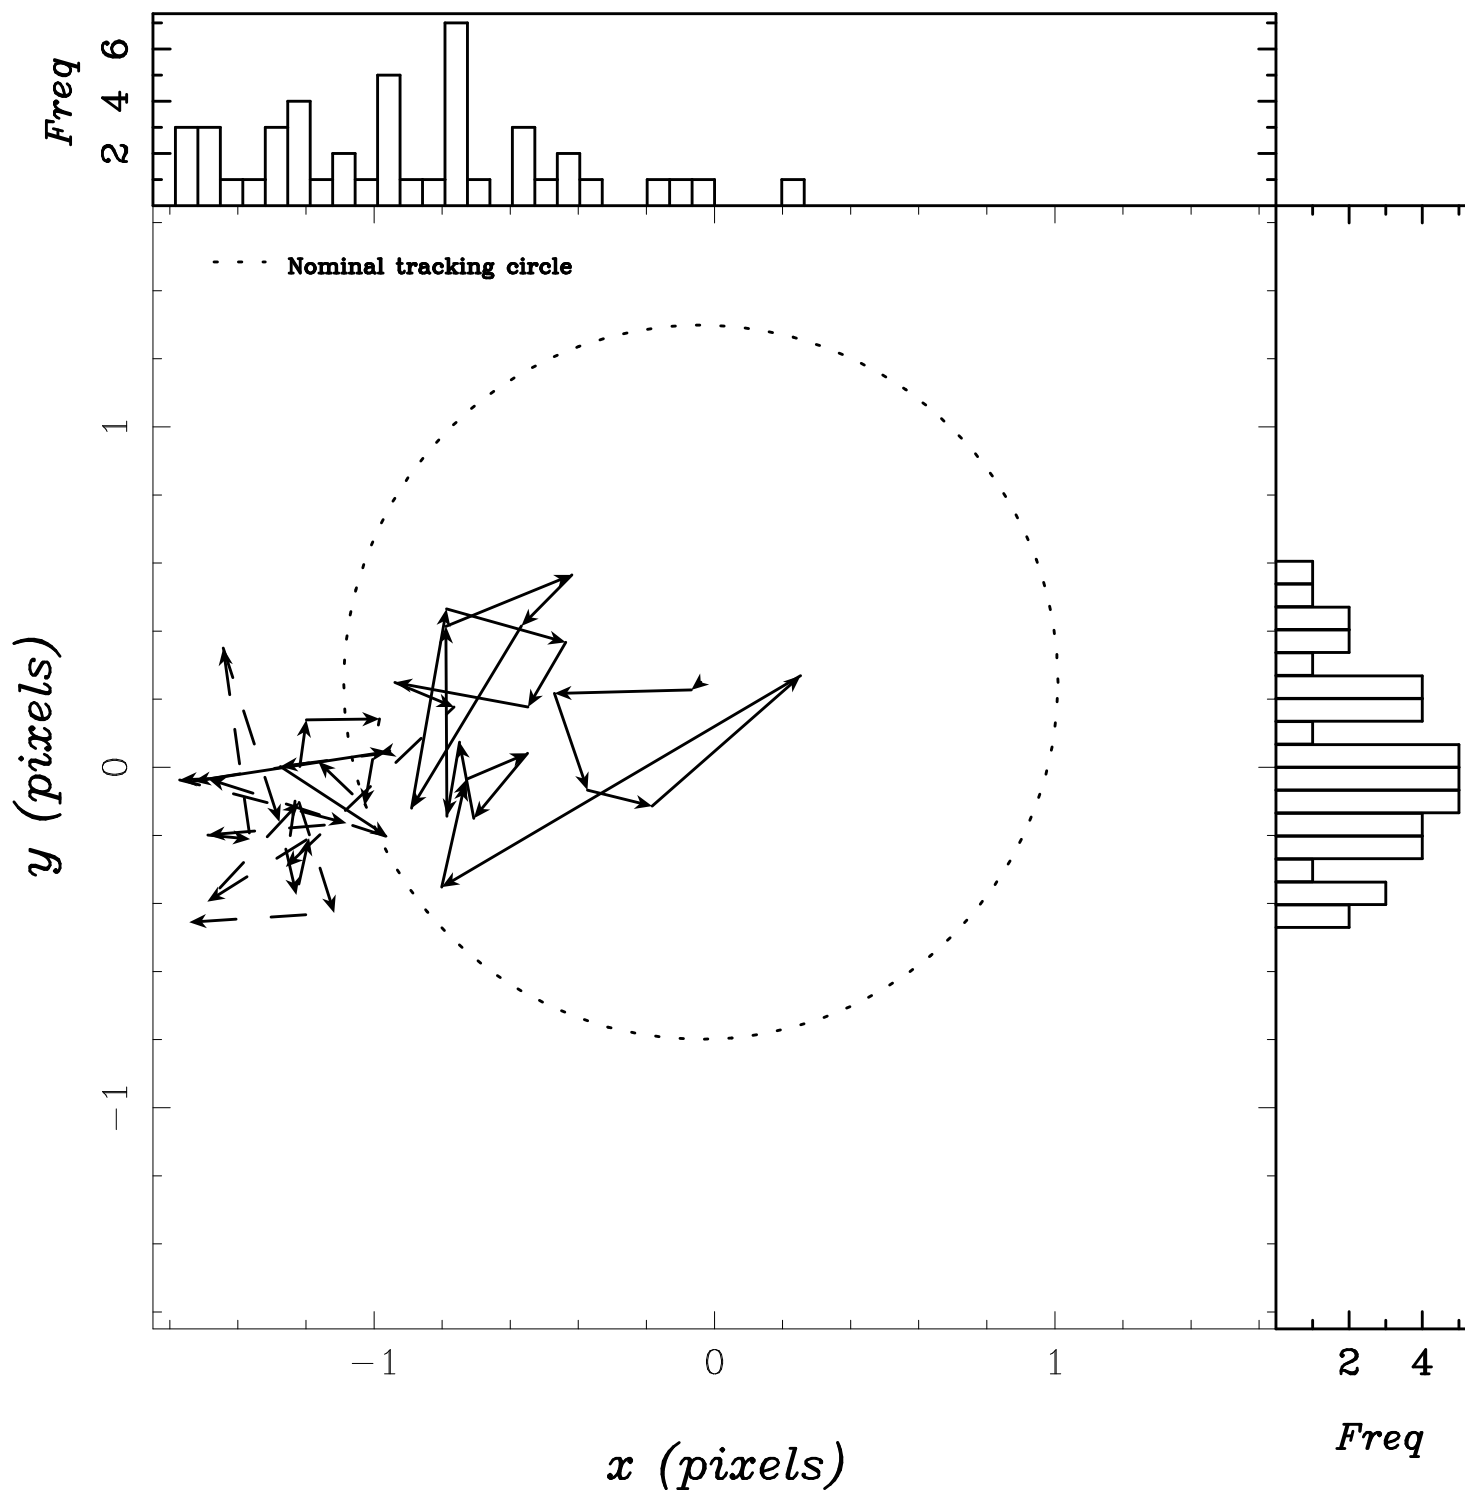 Freq
6
4
2
Nominal tracking circle
1
0
−1
y (pixels)
−1 0 1
2 4
Freq
x (pixels)